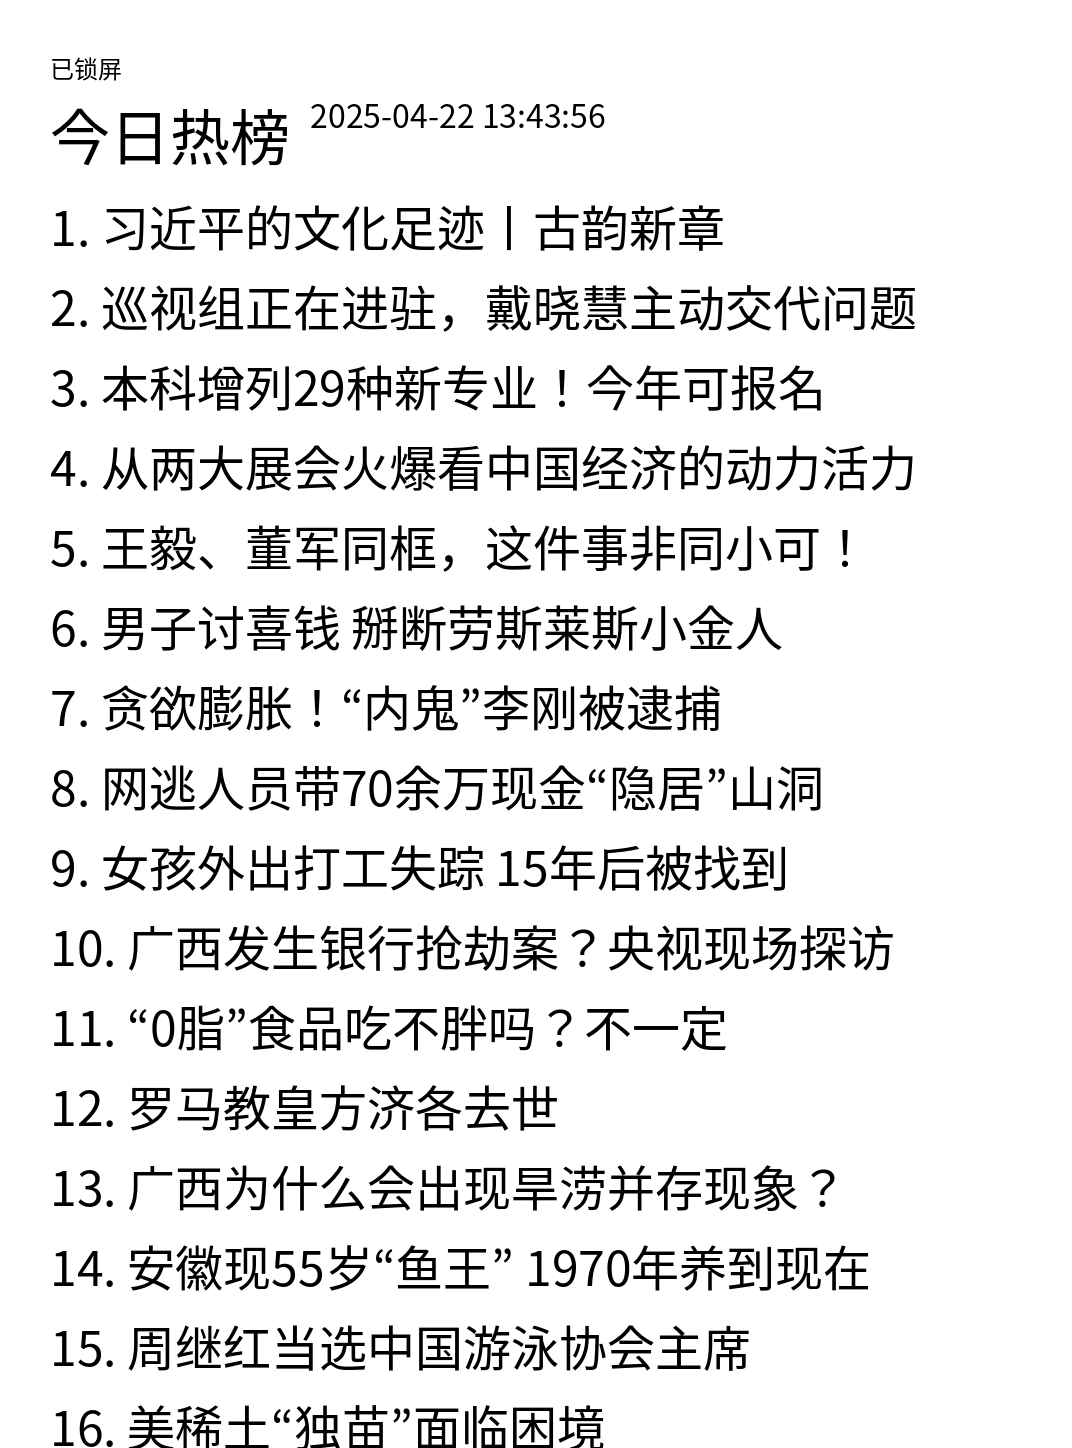 已锁屏
今日热榜 2025-04-22 13:43:56
1. 习近平的文化足迹丨古韵新章
2. 巡视组正在进驻，戴晓慧主动交代问题
3. 本科增列29种新专业！今年可报名
4. 从两大展会火爆看中国经济的动力活力
5. 王毅、董军同框，这件事非同小可！
6. 男子讨喜钱 掰断劳斯莱斯小金人
7. 贪欲膨胀！“内鬼”李刚被逮捕
8. 网逃人员带70余万现金“隐居”山洞
9. 女孩外出打工失踪 15年后被找到
10. 广西发生银行抢劫案？央视现场探访
11. “0脂”食品吃不胖吗？不一定
12. 罗马教皇方济各去世
13. 广西为什么会出现旱涝并存现象？
14. 安徽现55岁“鱼王” 1970年养到现在
15. 周继红当选中国游泳协会主席
16. 美稀土“独苗”面临困境